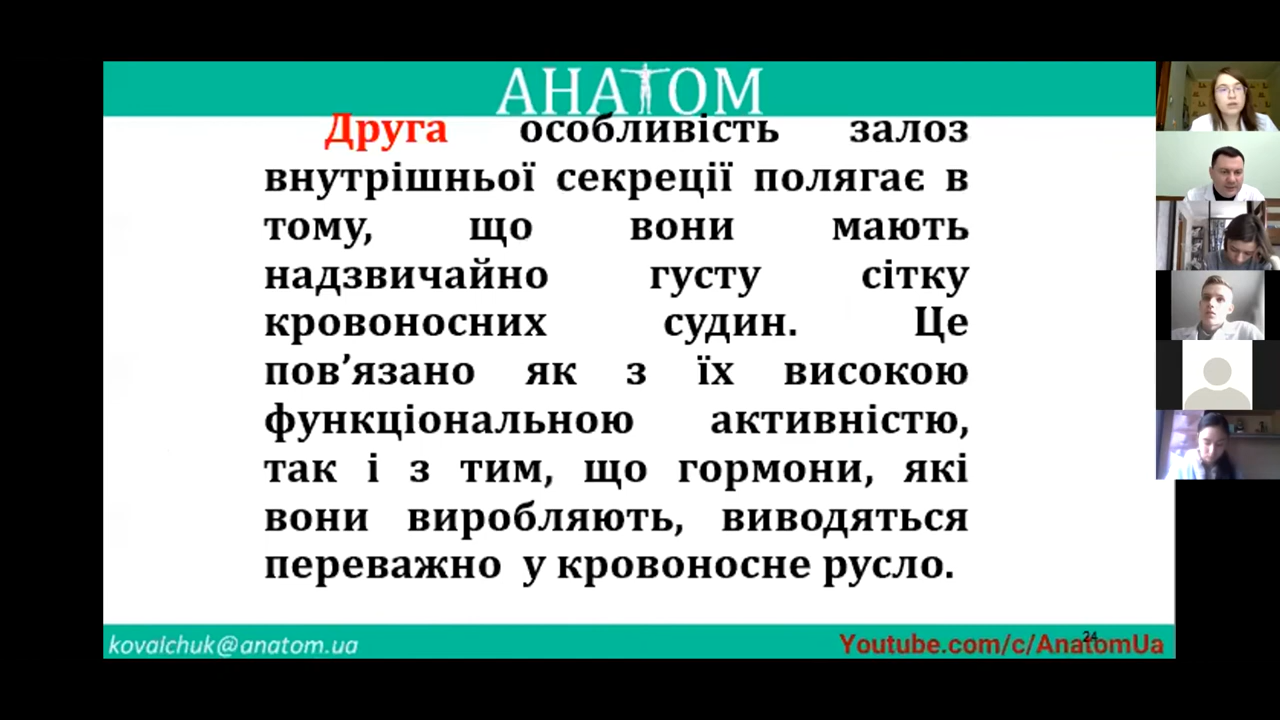 АНАТОМ
Друга особливість залоз
внутрішньої секреції полягає в
тому, що вони мають
надзвичайно густу сітку
кровоносних судин. Це
пов’язано як з їх високою
функціональною активністю,
так і з тим, що гормони, які
вони виробляють, виводяться
переважно у кровоносне русло.
kovalchuk@anatom.ua
24
Youtube.com/c/AnatomUa